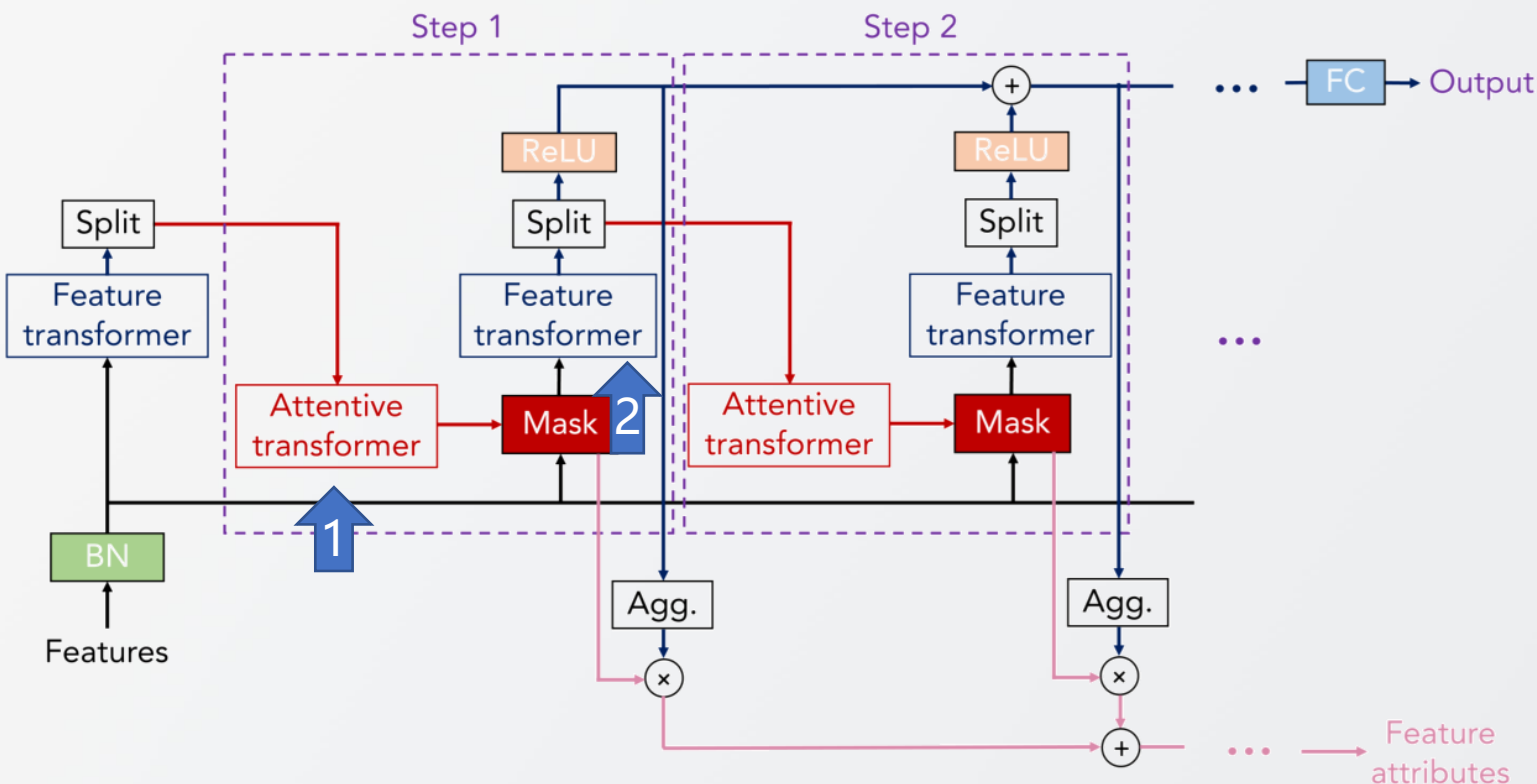 Step 1
Step 2
FC
Output
ReLU
ReLU
Split
Split
Split
Feature
transformer
Feature
transformer
Feature
transformer
...
...
Attentive
transformer
Mask
2
Attentive
transformer
Mask
1
BN
Features
Agg.
Agg.
×
×
+
+
...
Feature
attributes